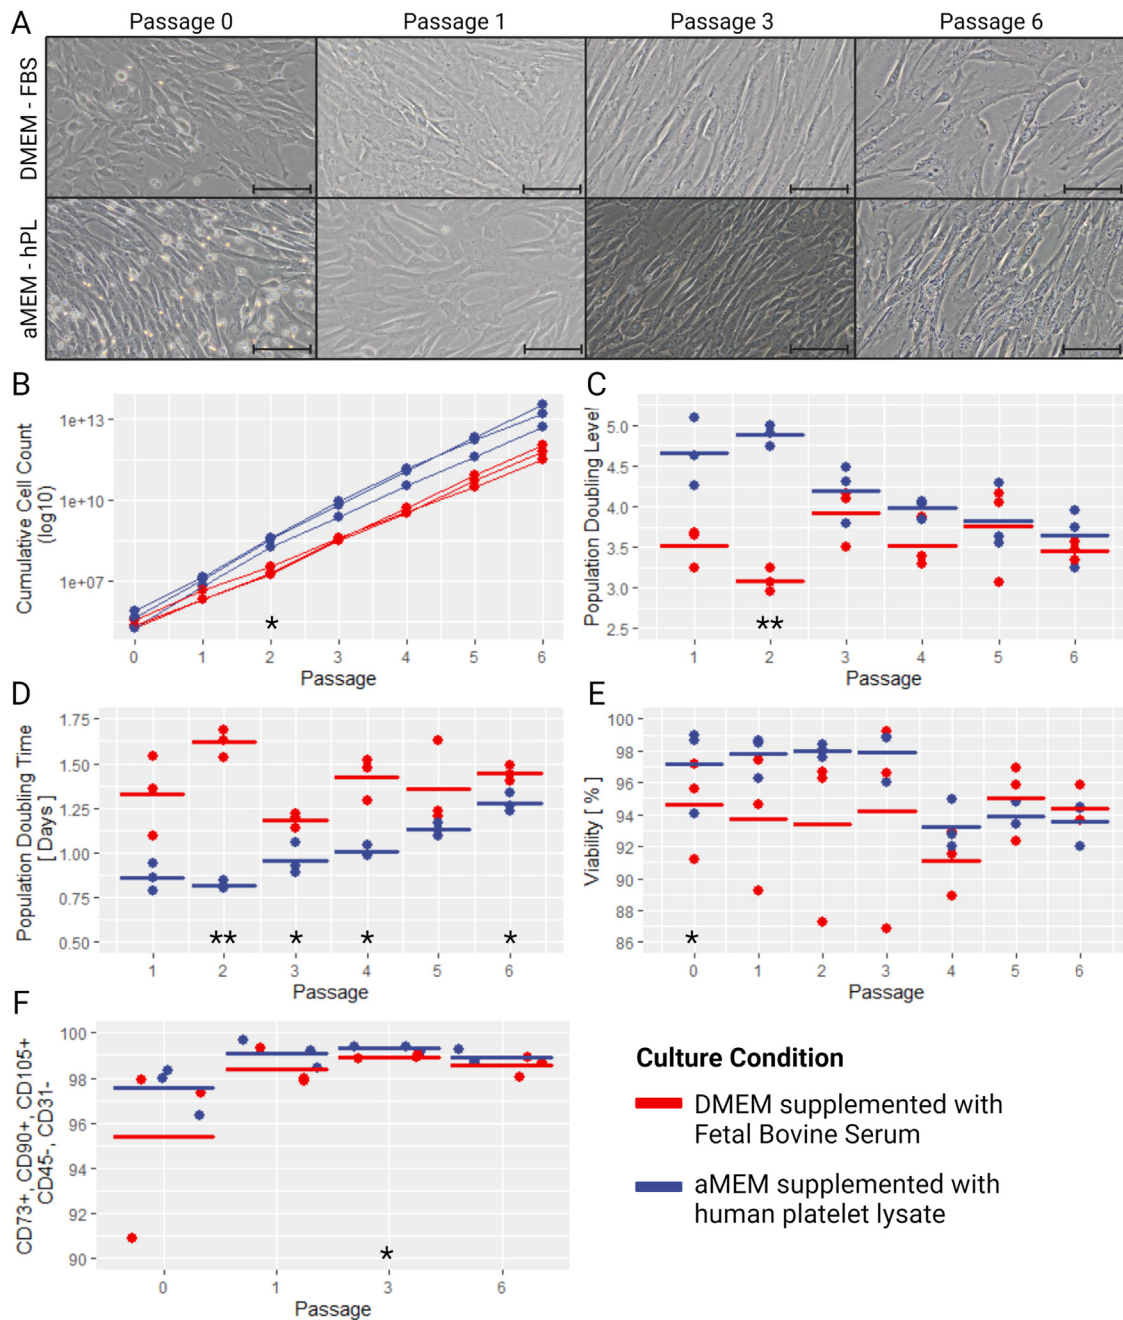 A
Passage 0
Passage 1
Passage 3
Passage 6
DMEM - FBS
aMEM - hPL
B
Cumulative Cell Count
(log10)
1e+13
1e+10
1e+07
*
0 1 2 3 4 5 6
Passage
C
Population Doubling Level
5.0
4.5
4.0
3.5
3.0
2.5
**
1 2 3 4 5 6
Passage
D
Population Doubling Time
[ Days ]
1.75
1.50
1.25
1.00
0.75
0.50
** * * *
1 2 3 4 5 6
Passage
E
Viability [ % ]
100
98
96
94
92
90
88
86
*
0 1 2 3 4 5 6
Passage
F
CD73+, CD90+, CD105+
CD45-, CD31-
100
98
96
94
92
90
*
0 1 3 6
Passage
Culture Condition
DMEM supplemented with
Fetal Bovine Serum
aMEM supplemented with
human platelet lysate